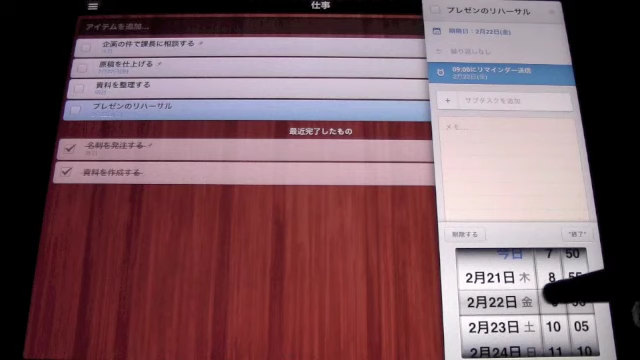 仕事
アイテムを追加...
企画の件で課長に相談する
原稿を仕上げる
資料を整理する
プレゼンのリハーサル
最近完了したもの
名刺を発注する
資料を作成する
プレゼンのリハーサル
期限日：2月22日(金)
繰り返しなし
09:00にリマインダー送信
サブタスクを追加
メモ...
削除する
"終了"
今日 7 50
2月21日 木 8 55
2月22日 金
2月23日 土 10 05
2月24日 日 11 10